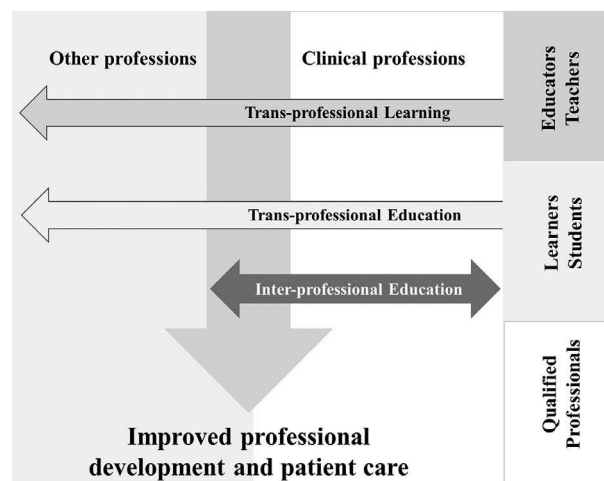 Other professions
Clinical professions
Educators
Teachers
Trans-professional Learning
Trans-professional Education
Learners
Students
Inter-professional Education
Qualified
Professionals
Improved professional
development and patient care